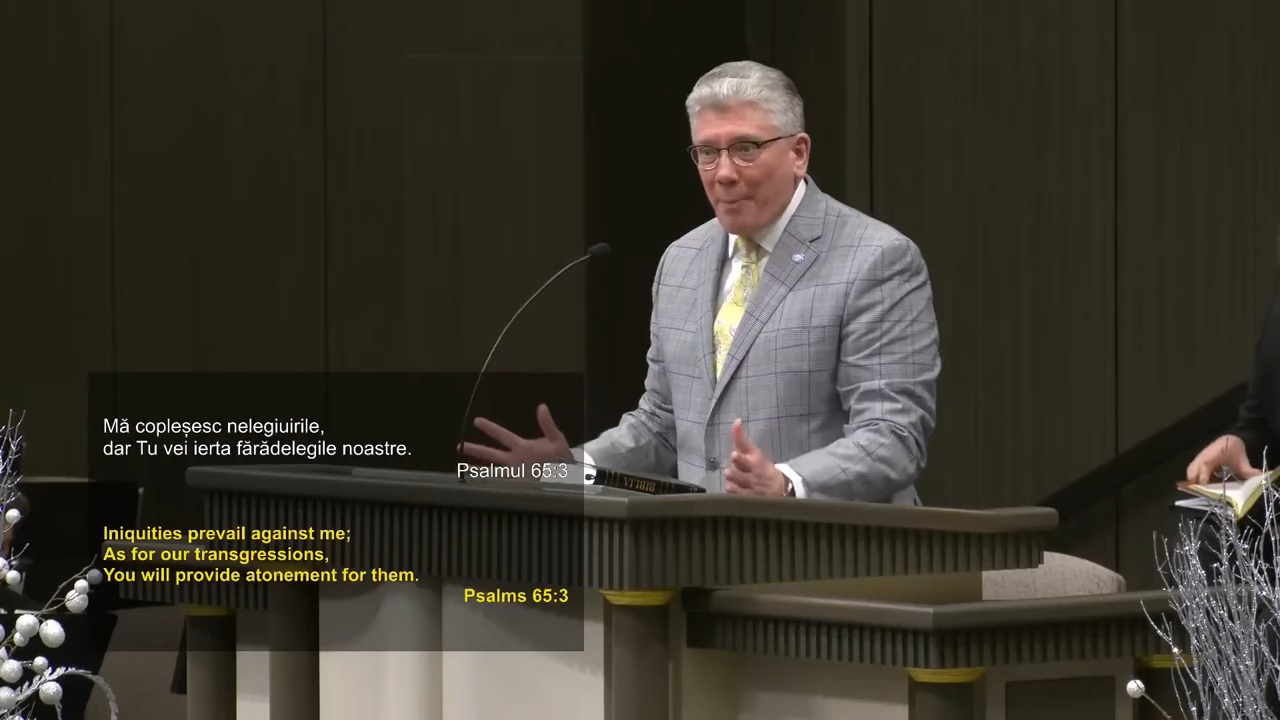 Mă copleșesc nelegiuirile,
dar Tu vei ierta fărădelegile noastre.
Psalmul 65:3
BIBLIA
Iniquities prevail against me;
As for our transgressions,
You will provide atonement for them.
Psalms 65:3